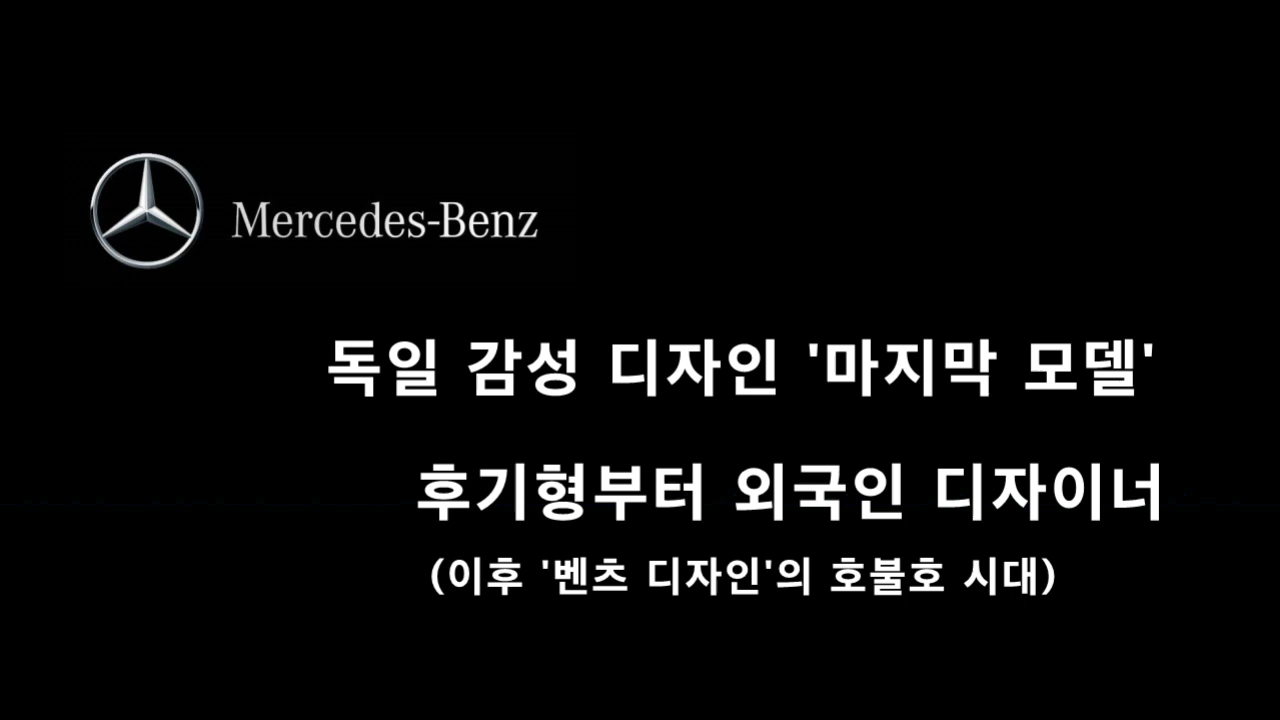 Mercedes-Benz
독일 감성 디자인 '마지막 모델'
후기형부터 외국인 디자이너
(이후 '벤츠 디자인'의 호불호 시대)